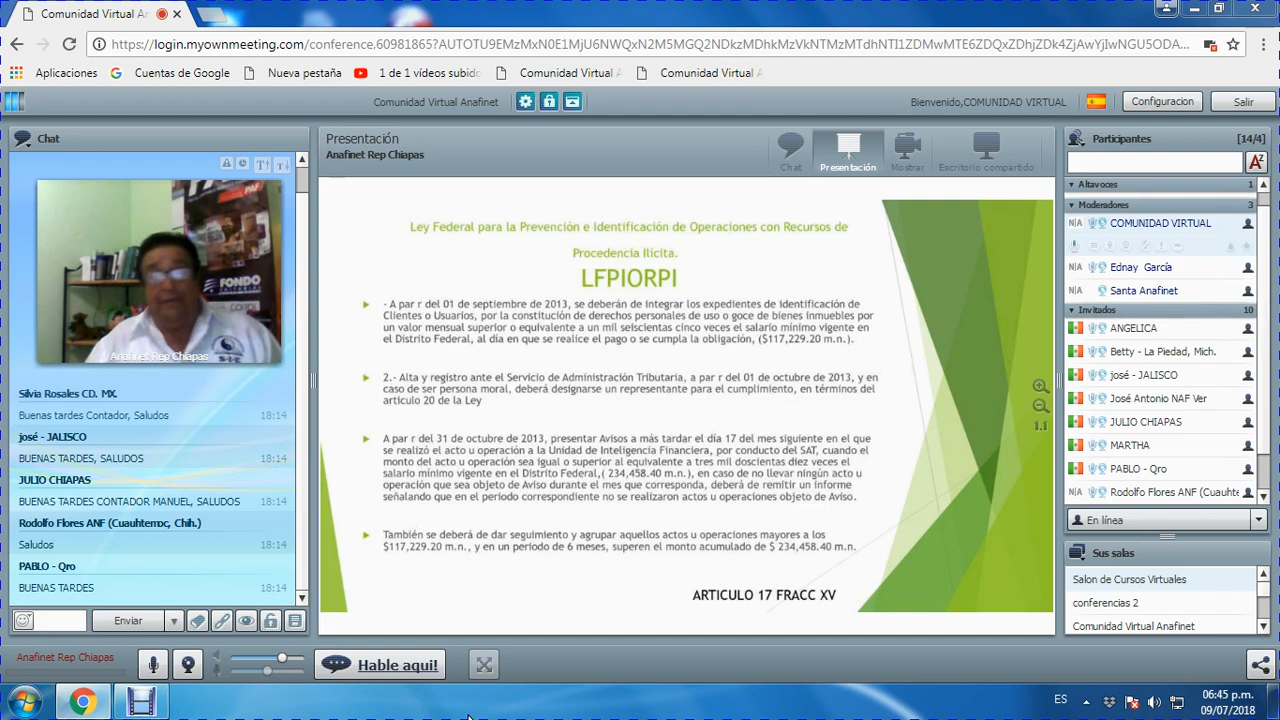 Comunidad Virtual An
https://login.myownmeeting.com/conference,60981865?AUTOTU9EMzMxN0E1MjU6NWQxN2M5MGQ2NDkzMDhkMzVkNTMzMTdhNTI1ZDMwMTE6ZDQxZDhjZDk4ZjAwYjIwNGU5ODA...
Aplicaciones
Cuentas de Google
Nueva pestaña
1 de 1 vídeos subido
Comunidad Virtual A
Comunidad Virtual A
Comunidad Virtual Anafinet
Bienvenido,COMUNIDAD VIRTUAL
Configuracion
Salir
Chat
FONDO
Anafinet Rep Chiapas
Silvia Rosales CD. MX.
Buenas tardes Contador, Saludos 18:14
josé - JALISCO
BUENAS TARDES, SALUDOS 18:14
JULIO CHIAPAS
BUENAS TARDES CONTADOR MANUEL, SALUDOS 18:14
Rodolfo Flores ANF (Cuauhtemoc, Chih.)
Saludos 18:14
PABLO - Qro
BUENAS TARDES 18:14
Enviar
Presentación
Anafinet Rep Chiapas
Chat
Presentación
Mostrar
Escritorio compartido
Ley Federal para la Prevención e Identificación de Operaciones con Recursos de
Procedencia Ilícita.
LFPIORPI
- A par r del 01 de septiembre de 2013, se deberán de integrar los expedientes de identificación de
Clientes o Usuarios, por la constitución de derechos personales de uso o goce de bienes inmuebles por
un valor mensual superior o equivalente a un mil seiscientas cinco veces el salario mínimo vigente en
el Distrito Federal, al día en que se realice el pago o se cumpla la obligación, ($117,229.20 m.n.).
2.- Alta y registro ante el Servicio de Administración Tributaria, a par r del 01 de octubre de 2013, y en
caso de ser persona moral, deberá designarse un representante para el cumplimiento, en términos del
articulo 20 de la Ley
A par r del 31 de octubre de 2013, presentar Avisos a más tardar el día 17 del mes siguiente en el que
se realizó el acto u operación a la Unidad de Inteligencia Financiera, por conducto del SAT, cuando el
monto del acto u operación sea igual o superior al equivalente a tres mil doscientas diez veces el
salario mínimo vigente en el Distrito Federal,( 234,458.40 m.n.), en caso de no llevar ningún acto u
operación que sea objeto de Aviso durante el mes que corresponda, deberá de remitir un informe
señalando que en el periodo correspondiente no se realizaron actos u operaciones objeto de Aviso.
También se deberá de dar seguimiento y agrupar aquellos actos u operaciones mayores a los
$117,229.20 m.n., y en un periodo de 6 meses, superen el monto acumulado de $ 234,458.40 m.n.
ARTICULO 17 FRACC XV
1:1
Participantes [14/4]
Altavoces 1
Moderadores 3
N|A COMUNIDAD VIRTUAL
N|A Ednay García
N|A Santa Anafinet
Invitados 10
ANGELICA
Betty - La Piedad, Mich.
josé - JALISCO
José Antonio NAF Ver
JULIO CHIAPAS
MARTHA
PABLO - Qro
N|A Rodolfo Flores ANF (Cuauhte
En línea
Sus salas
Salon de Cursos Virtuales
conferencias 2
Comunidad Virtual Anafinet
Anafinet Rep Chiapas
Hable aqui!
ES
06:45 p.m.
09/07/2018